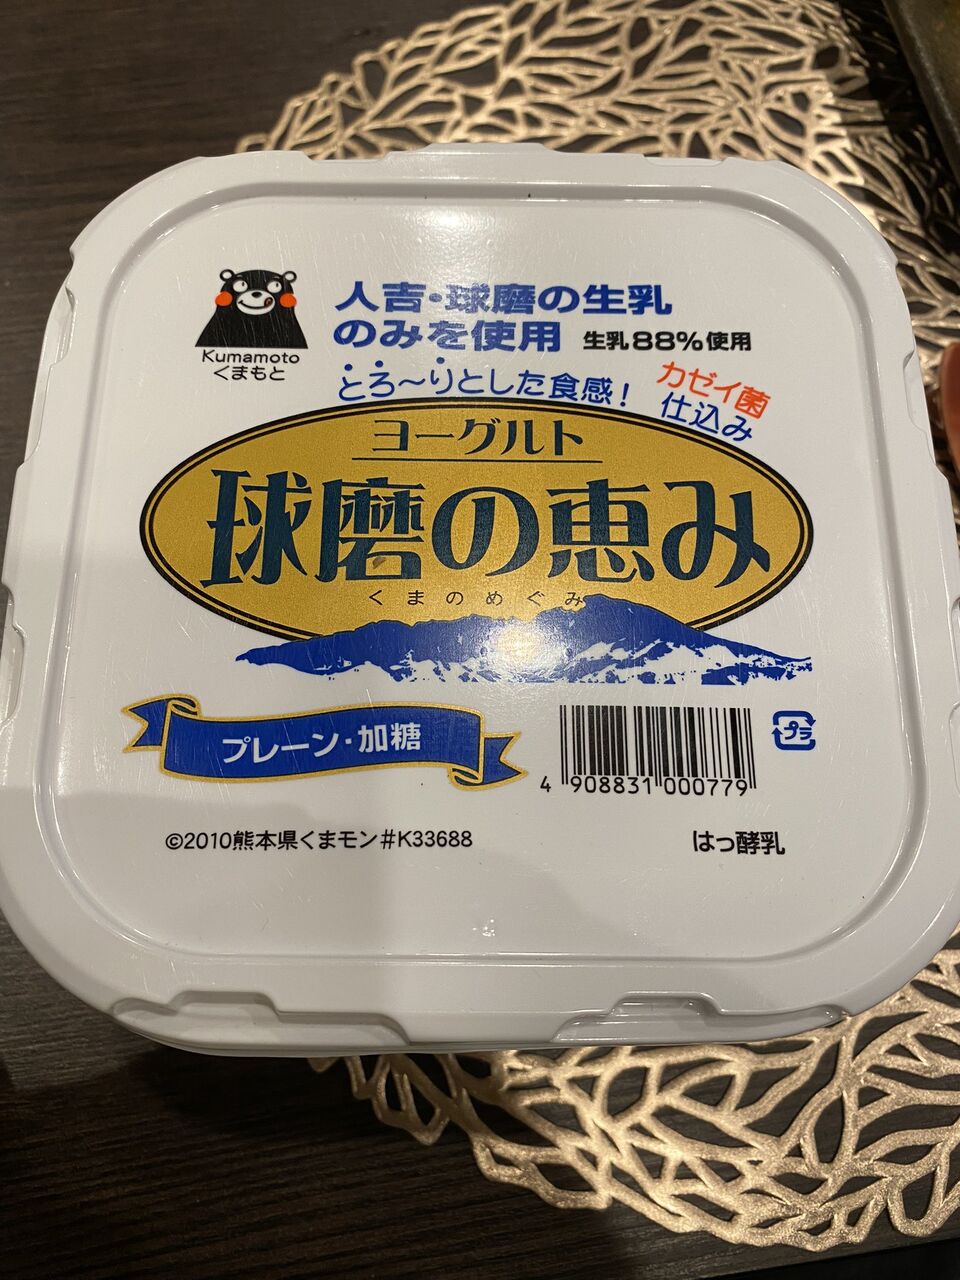 Kumamoto
くまもと
人吉・球磨の生乳
のみを使用 生乳88%使用
とろ〜りとした食感！
カゼイ菌
仕込み
ヨーグルト
球磨の恵み
くまのめぐみ
プレーン・加糖
4 908831 000779
プラ
©2010熊本県くまモン#K33688
はっ酵乳